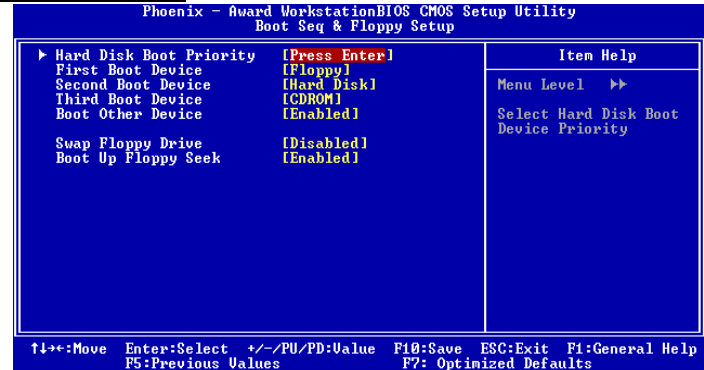 Phoenix - Award WorkstationBIOS CMOS Setup Utility
Boot Seq & Floppy Setup
▶ Hard Disk Boot Priority [Press Enter]
First Boot Device [Floppy]
Second Boot Device [Hard Disk]
Third Boot Device [CDROM]
Boot Other Device [Enabled]
Swap Floppy Drive [Disabled]
Boot Up Floppy Seek [Enabled]
Item Help
Menu Level ▶▶
Select Hard Disk Boot
Device Priority
↑↓→←:Move Enter:Select +/-/PU/PD:Value F10:Save ESC:Exit F1:General Help
F5:Previous Values F7: Optimized Defaults